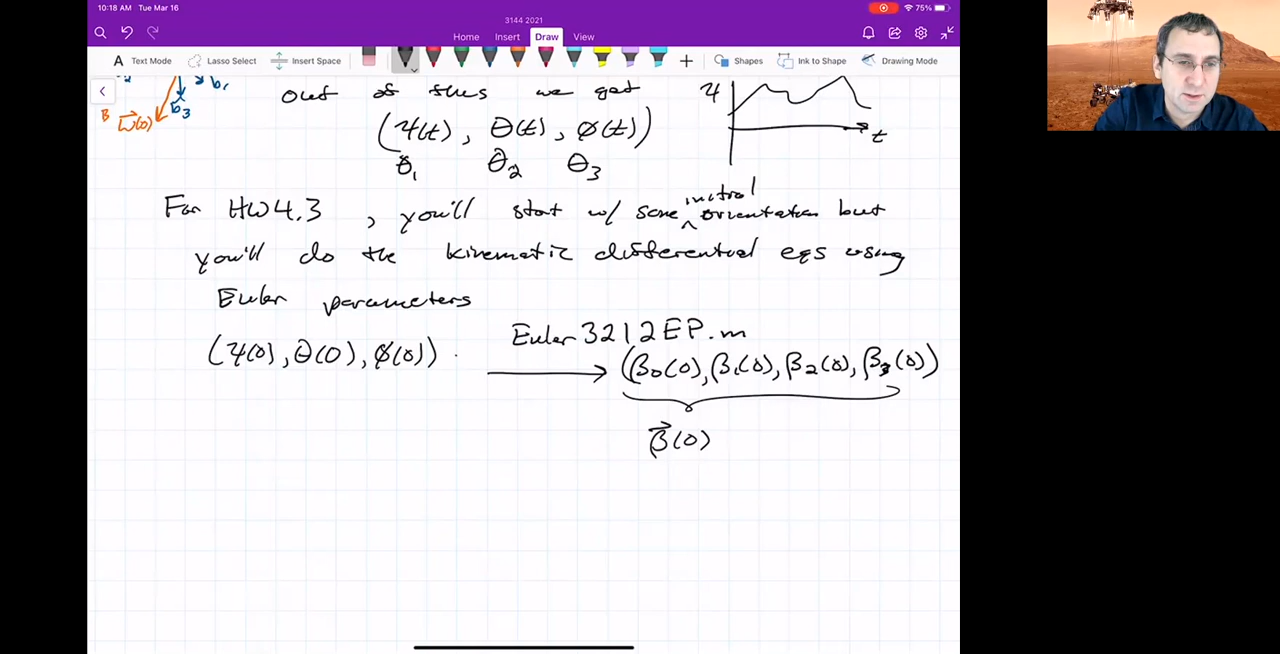 10:18 AM Tue Mar 16
75%
3144 2021
Home Insert Draw View
Text Mode Lasso Select Insert Space Shapes Ink to Shape Drawing Mode
b₁
b₃
B ω(0)
out of this we get
(ψ(t), θ(t), φ(t))
θ₁ θ₂ θ₃
ψ
t
For HW4.3, you'll start w/ some initial orientation but
you'll do the kinematic differential eqs using
Euler parameters
Euler3212EP.m
(ψ(0), θ(0), φ(0)) → (β₀(0), β₁(0), β₂(0), β₃(0))
β(0)